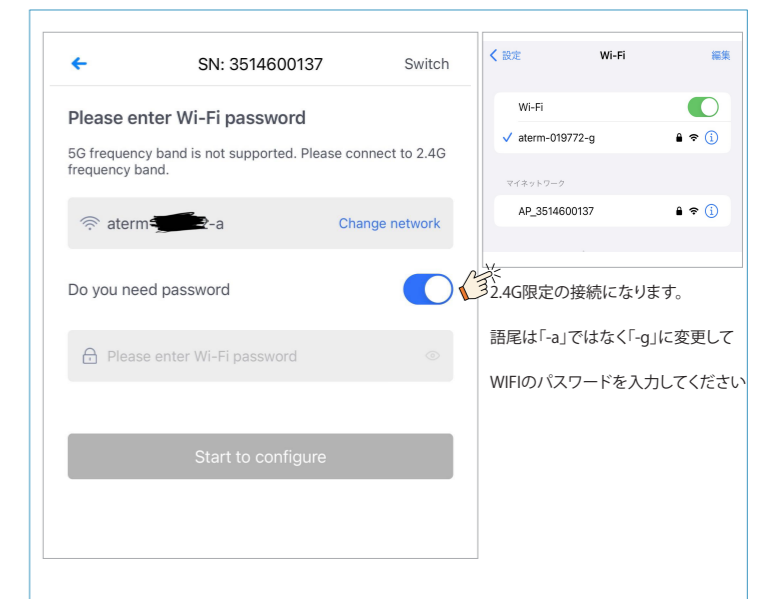 SN: 3514600137
Switch
Please enter Wi-Fi password
5G frequency band is not supported. Please connect to 2.4G
frequency band.
aterm
-a
Change network
Do you need password
Please enter Wi-Fi password
Start to configure
設定
Wi-Fi
編集
Wi-Fi
aterm-019772-g
マイネットワーク
AP_3514600137
2.4G限定の接続になります。
語尾は「-a」ではなく「-g」に変更して
WIFIのパスワードを入力してください